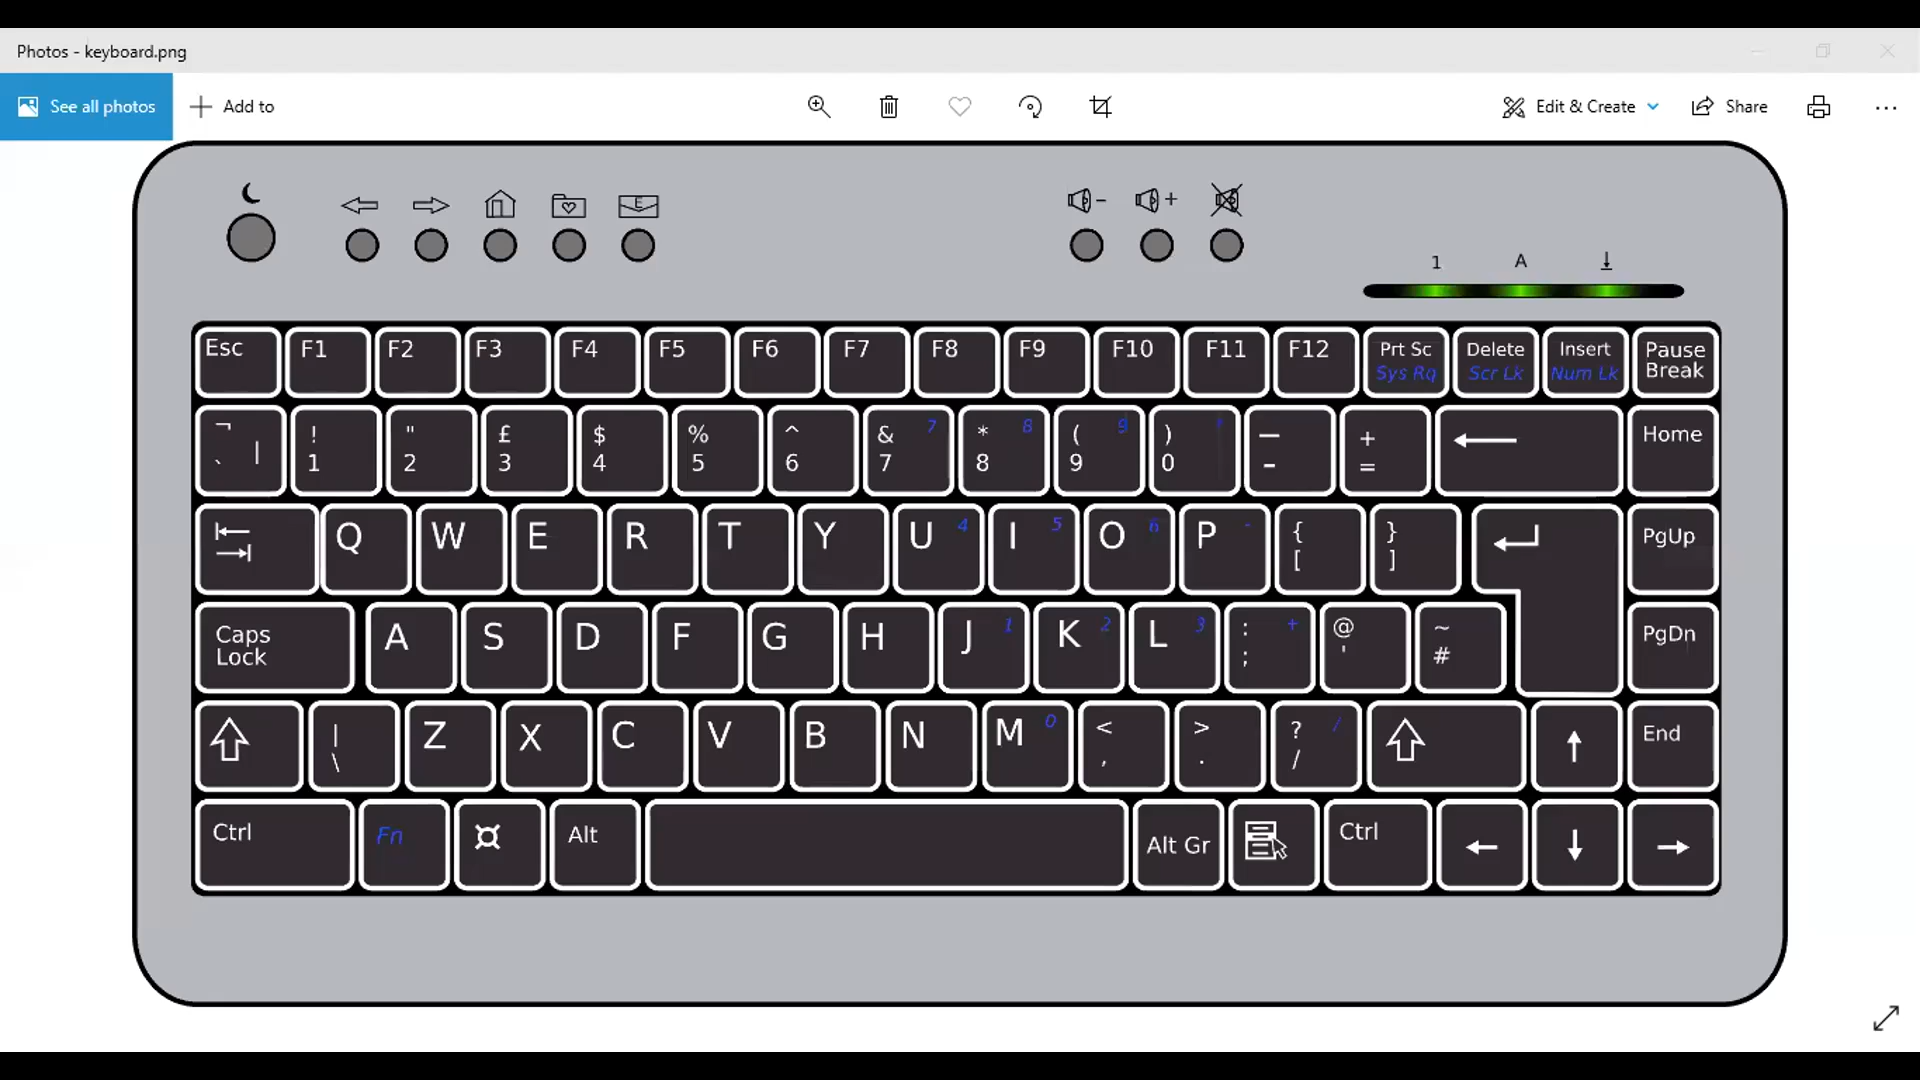 Photos - keyboard.png
See all photos
Add to
Edit & Create
Share
E
1 A
Esc F1 F2 F3 F4 F5 F6 F7 F8 F9 F10 F11 F12 Prt Sc Delete Insert Pause
Sys Rq Scr Lk Num Lk Break
¬ ! " £ $ % ^ & 7 * 8 ( 9 ) * — + Home
` | 1 2 3 4 5 6 7 8 9 0 - =
Q W E R T Y U 4 I 5 O 6 P - { } PgUp
[ ]
Caps A S D F G H J 1 K 2 L 3 : + @ ~ PgDn
Lock ; ' #
| Z X C V B N M 0 < > ? / End
\ , . /
Ctrl Fn Alt Alt Gr Ctrl